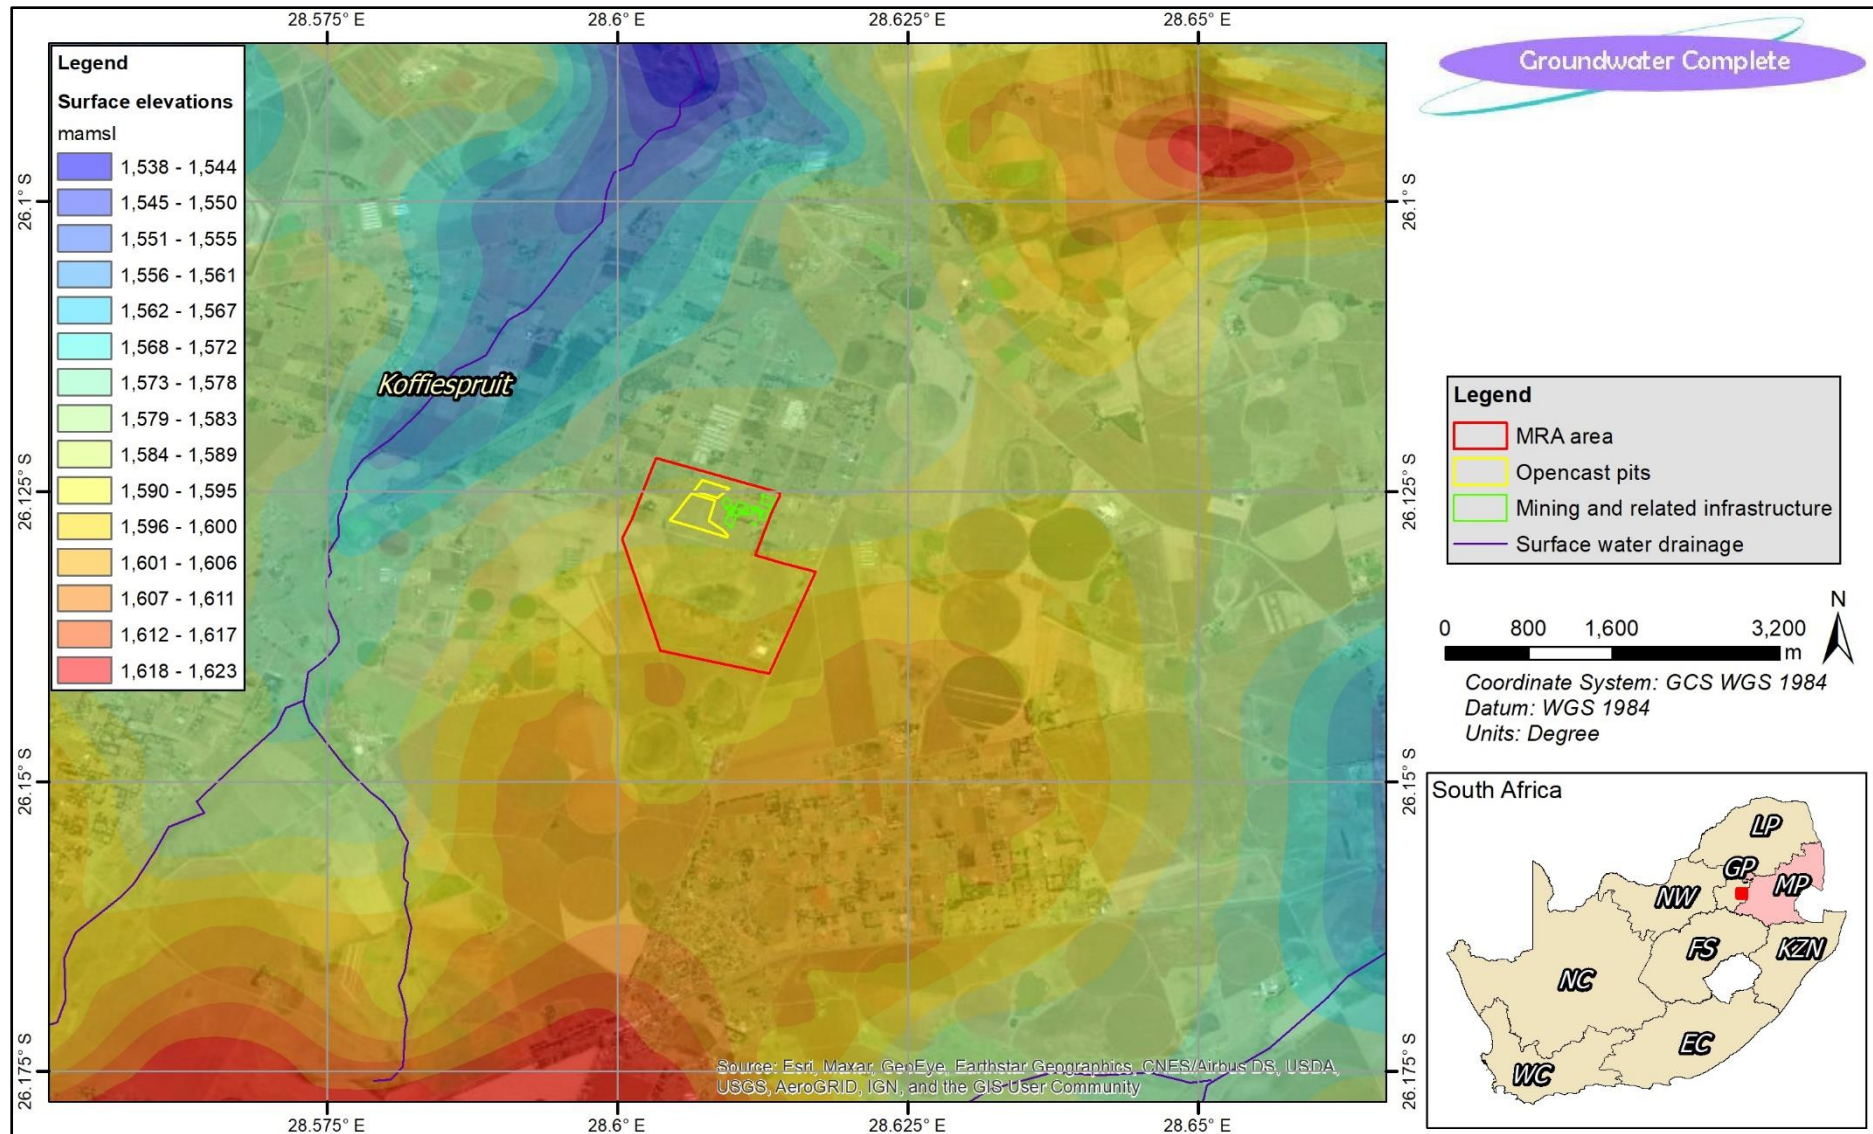 28.575° E
28.6° E
28.625° E
28.65° E
Groundwater Complete
Legend
Surface elevations
mamsl
1,538 - 1,544
1,545 - 1,550
1,551 - 1,555
1,556 - 1,561
1,562 - 1,567
1,568 - 1,572
1,573 - 1,578
1,579 - 1,583
1,584 - 1,589
1,590 - 1,595
1,596 - 1,600
1,601 - 1,606
1,607 - 1,611
1,612 - 1,617
1,618 - 1,623
26.1° S
26.125° S
26.15° S
26.175° S
Koffiespruit
26.1° S
26.125° S
26.15° S
26.175° S
Source: Esri, Maxar, GeoEye, Earthstar Geographics, CNES/Airbus DS, USDA,
USGS, AeroGRID, IGN, and the GIS User Community
28.575° E
28.6° E
28.625° E
28.65° E
Legend
MRA area
Opencast pits
Mining and related infrastructure
Surface water drainage
N
0 800 1,600 3,200
m
Coordinate System: GCS WGS 1984
Datum: WGS 1984
Units: Degree
South Africa
LP
GP
MP
NW
FS
KZN
NC
EC
WC